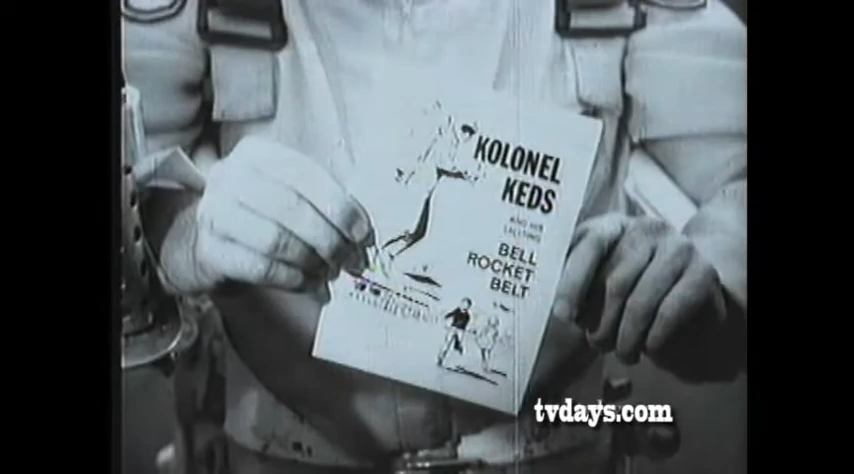 KOLONEL
KEDS
AND HIS
BELL
ROCKET
BELT
tvdays.com